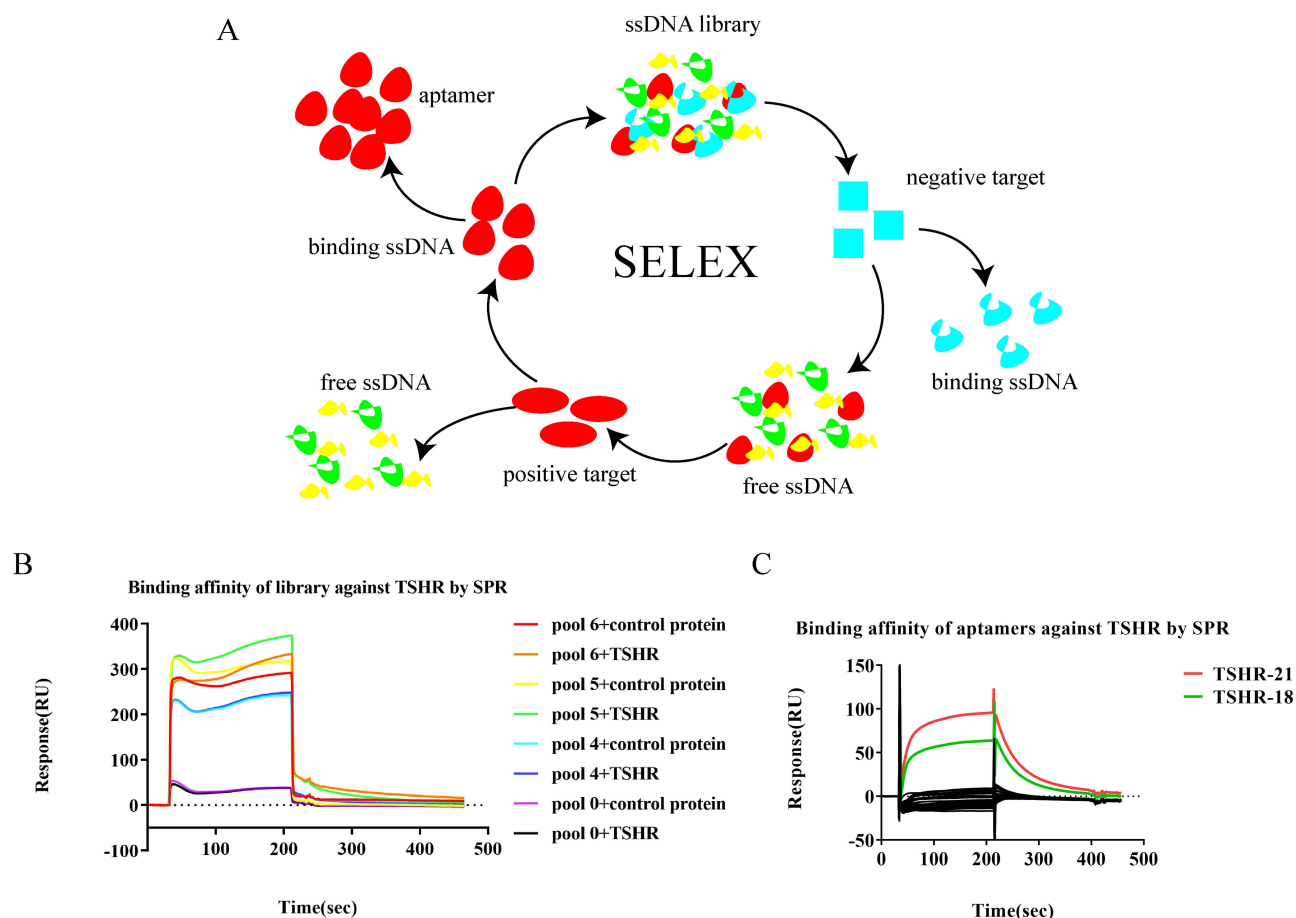 A
ssDNA library
aptamer
negative target
binding ssDNA
SELEX
binding ssDNA
free ssDNA
positive target
free ssDNA
B
Binding affinity of library against TSHR by SPR
Response(RU)
400
300
200
100
0
-100
100
200
300
400
500
Time(sec)
pool 6+control protein
pool 6+TSHR
pool 5+control protein
pool 5+TSHR
pool 4+control protein
pool 4+TSHR
pool 0+control protein
pool 0+TSHR
C
Binding affinity of aptamers against TSHR by SPR
Response(RU)
150
100
50
0
-50
0
100
200
300
400
500
Time(sec)
TSHR-21
TSHR-18